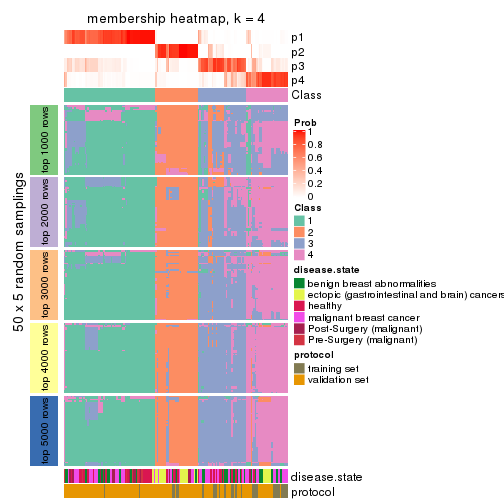 membership heatmap, k = 4
p1
p2
p3
p4
Class
50 x 5 random samplings
top 1000 rows
top 2000 rows
top 3000 rows
top 4000 rows
top 5000 rows
disease.state
protocol
Prob
1
0.8
0.6
0.4
0.2
0
Class
1
2
3
4
disease.state
benign breast abnormalities
ectopic (gastrointestinal and brain) cancers
healthy
malignant breast cancer
Post-Surgery (malignant)
Pre-Surgery (malignant)
protocol
training set
validation set